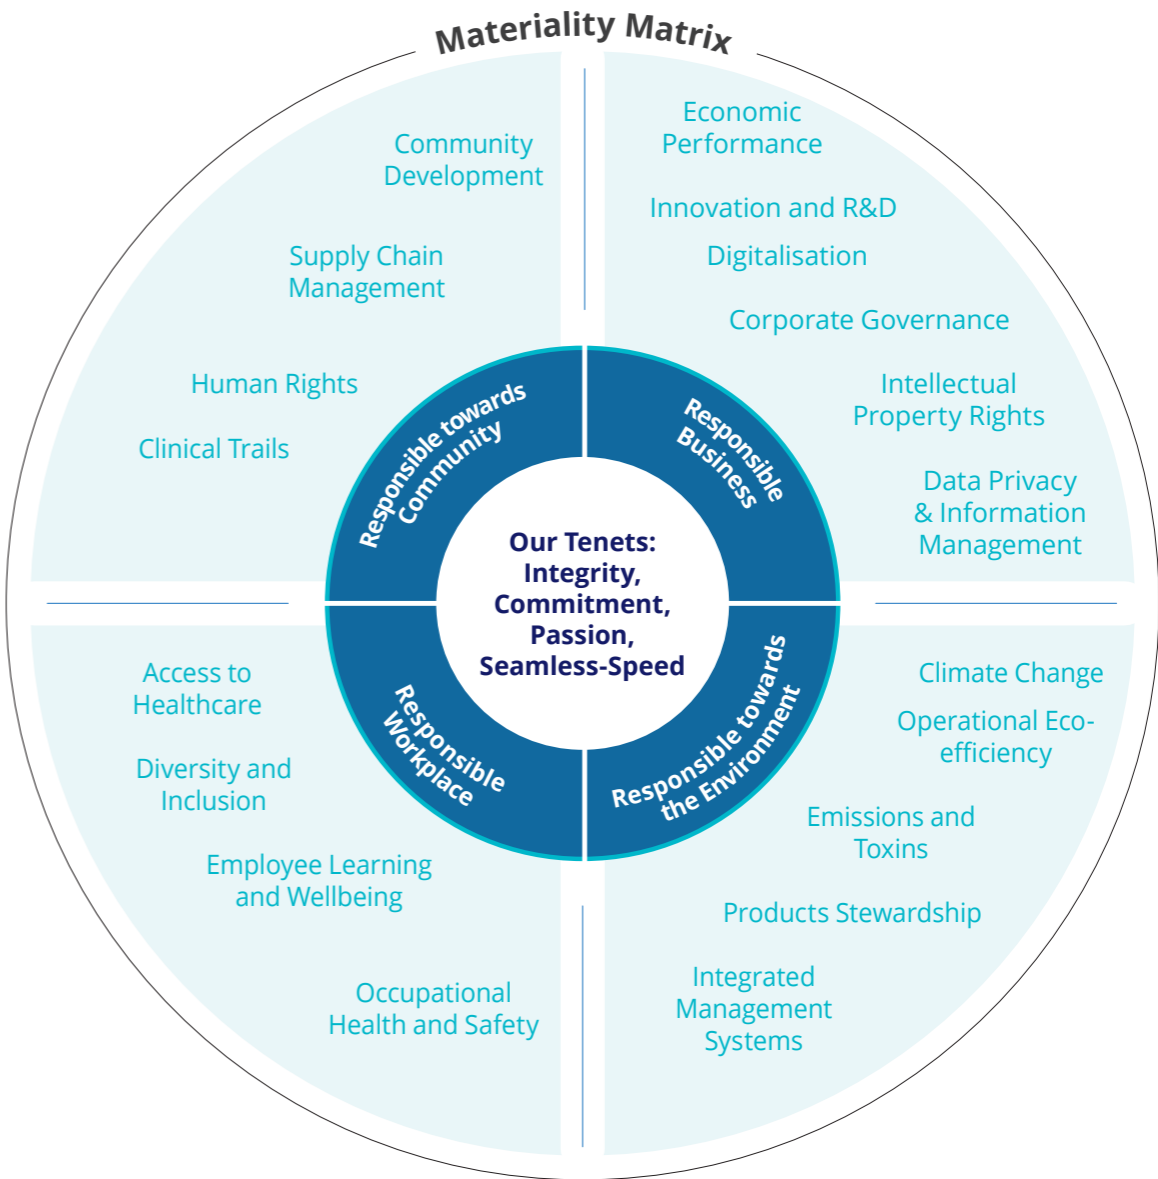 Materiality Matrix
Community
Development
Supply Chain
Management
Human Rights
Clinical Trails
Economic
Performance
Innovation and R&D
Digitalisation
Corporate Governance
Intellectual
Property Rights
Data Privacy
& Information
Management
Responsible towards
Community
Responsible
Business
Our Tenets:
Integrity,
Commitment,
Passion,
Seamless-Speed
Responsible
Workplace
Responsible towards
the Environment
Access to
Healthcare
Diversity and
Inclusion
Employee Learning
and Wellbeing
Occupational
Health and Safety
Climate Change
Operational Eco-
efficiency
Emissions and
Toxins
Products Stewardship
Integrated
Management
Systems